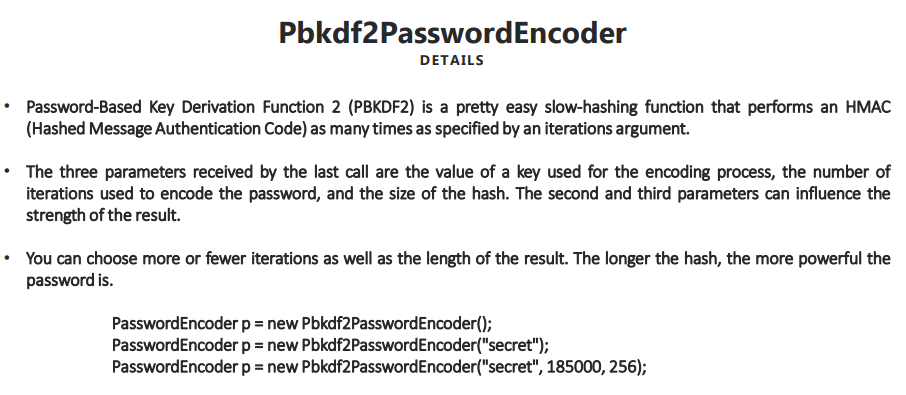 Pbkdf2PasswordEncoder
DETAILS
• Password-Based Key Derivation Function 2 (PBKDF2) is a pretty easy slow-hashing function that performs an HMAC
(Hashed Message Authentication Code) as many times as specified by an iterations argument.
• The three parameters received by the last call are the value of a key used for the encoding process, the number of
iterations used to encode the password, and the size of the hash. The second and third parameters can influence the
strength of the result.
• You can choose more or fewer iterations as well as the length of the result. The longer the hash, the more powerful the
password is.
PasswordEncoder p = new Pbkdf2PasswordEncoder();
PasswordEncoder p = new Pbkdf2PasswordEncoder("secret");
PasswordEncoder p = new Pbkdf2PasswordEncoder("secret", 185000, 256);